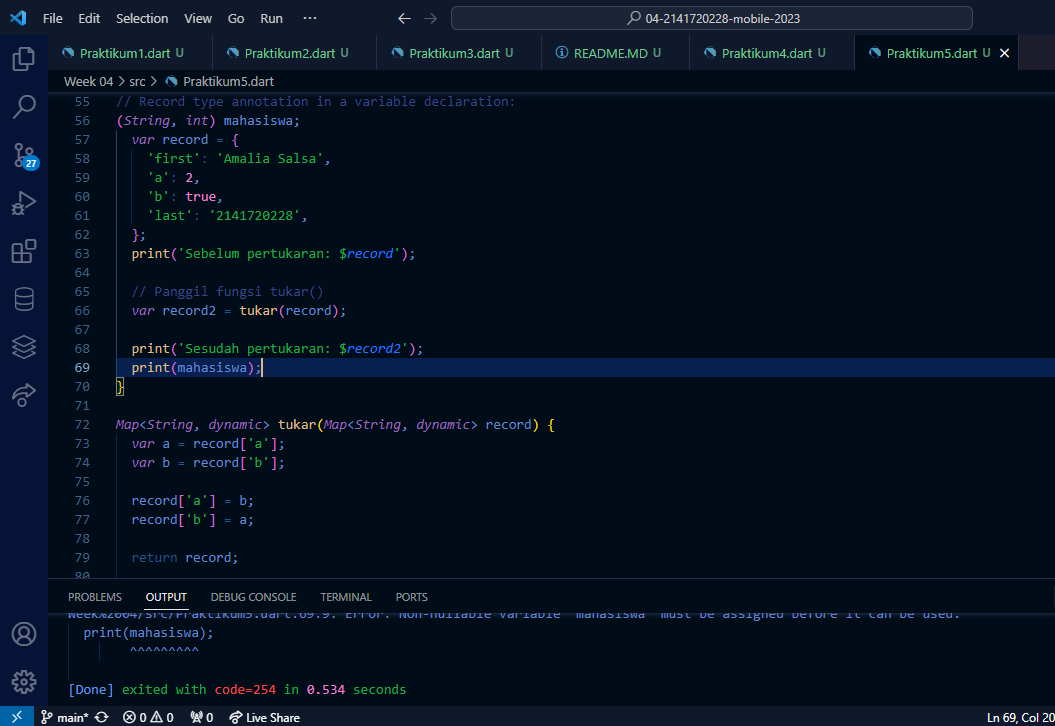 File Edit Selection View Go Run ··· ← → 04-2141720228-mobile-2023
Praktikum1.dart U Praktikum2.dart U Praktikum3.dart U README.MD U Praktikum4.dart U Praktikum5.dart U
Week 04 > src > Praktikum5.dart
55 // Record type annotation in a variable declaration:
56 (String, int) mahasiswa;
57 var record = {
58 'first': 'Amalia Salsa',
59 'a': 2,
60 'b': true,
61 'last': '2141720228',
62 };
63 print('Sebelum pertukaran: $record');
64
65 // Panggil fungsi tukar()
66 var record2 = tukar(record);
67
68 print('Sesudah pertukaran: $record2');
69 print(mahasiswa);
70 }
71
72 Map<String, dynamic> tukar(Map<String, dynamic> record) {
73 var a = record['a'];
74 var b = record['b'];
75
76 record['a'] = b;
77 record['b'] = a;
78
79 return record;
80
27
PROBLEMS OUTPUT DEBUG CONSOLE TERMINAL PORTS
Week%2004/src/Praktikum5.dart:69:9: Error: Non-nullable variable 'mahasiswa' must be assigned before it can be used.
print(mahasiswa);
^^^^^^^^^
[Done] exited with code=254 in 0.534 seconds
main* 0 0 0 Live Share Ln 69, Col 20